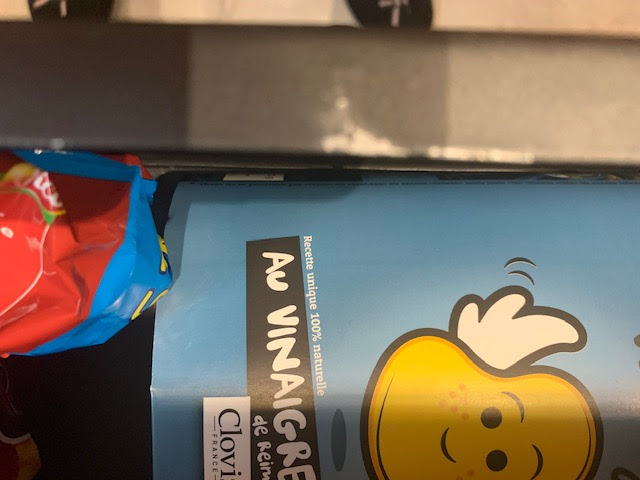 Recette unique 100% naturelle
AU VINAIGRE
de Reim
Clovi
FRANCE